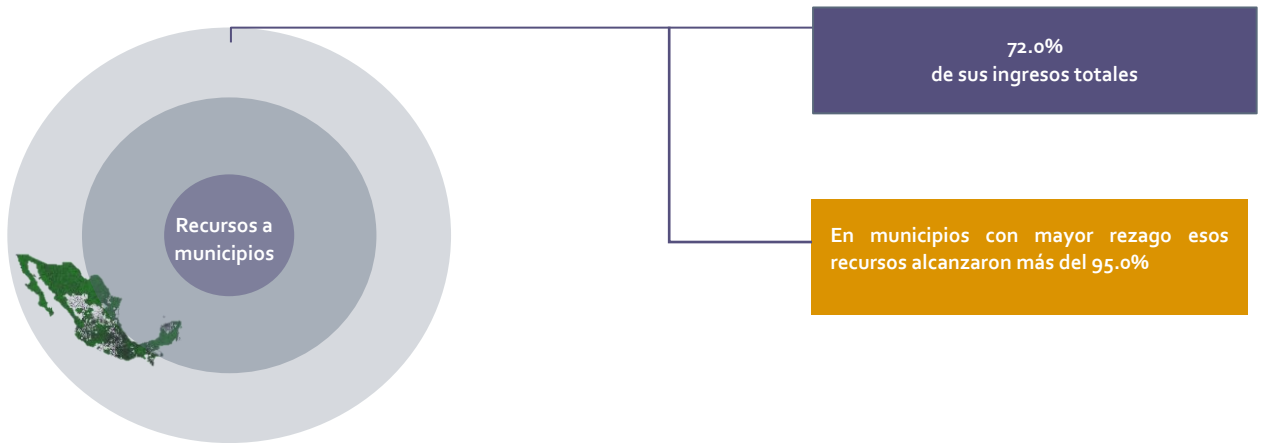 72.0%
de sus ingresos totales
Recursos a
municipios
En municipios con mayor rezago esos
recursos alcanzaron más del 95.0%